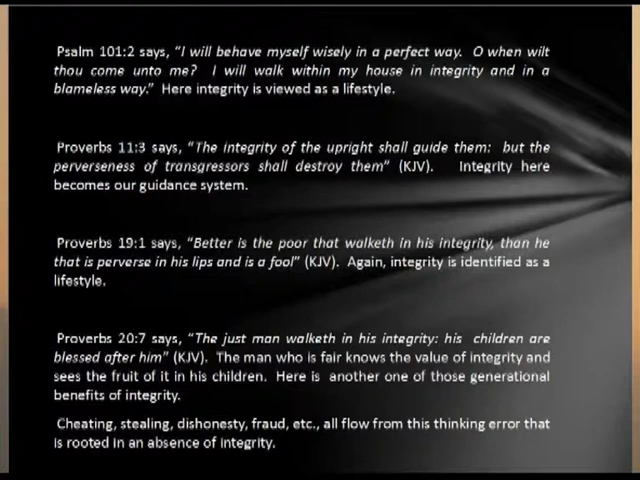 Psalm 101:2 says, “I will behave myself wisely in a perfect way. O when wilt
thou come unto me? I will walk within my house in integrity and in a
blameless way.” Here integrity is viewed as a lifestyle.
Proverbs 11:3 says, “The integrity of the upright shall guide them: but the
perverseness of transgressors shall destroy them” (KJV). Integrity here
becomes our guidance system.
Proverbs 19:1 says, “Better is the poor that walketh in his integrity, than he
that is perverse in his lips and is a fool” (KJV). Again, integrity is identified as a
lifestyle.
Proverbs 20:7 says, “The just man walketh in his integrity: his children are
blessed after him” (KJV). The man who is fair knows the value of integrity and
sees the fruit of it in his children. Here is another one of those generational
benefits of integrity.
Cheating, stealing, dishonesty, fraud, etc., all flow from this thinking error that
is rooted in an absence of integrity.